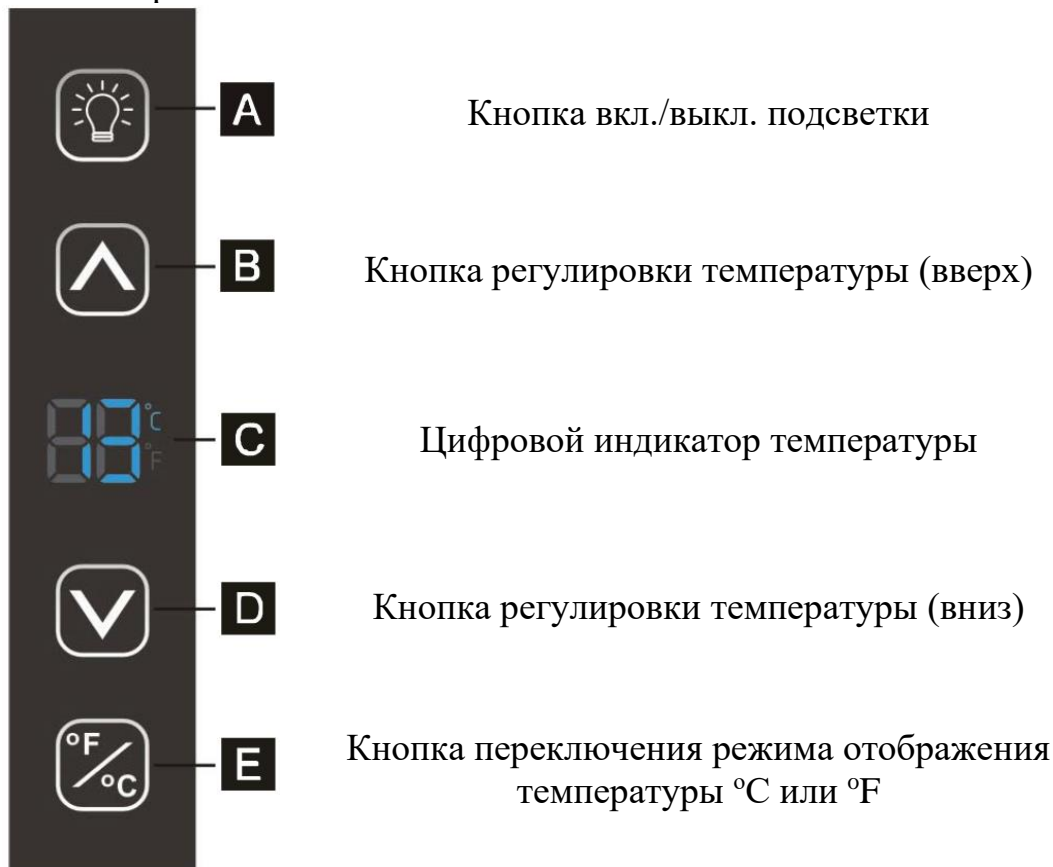 A
Кнопка вкл./выкл. подсветки
B
Кнопка регулировки температуры (вверх)
13 °C
°F
C
Цифровой индикатор температуры
D
Кнопка регулировки температуры (вниз)
°F/°C
E
Кнопка переключения режима отображения
температуры ºC или ºF